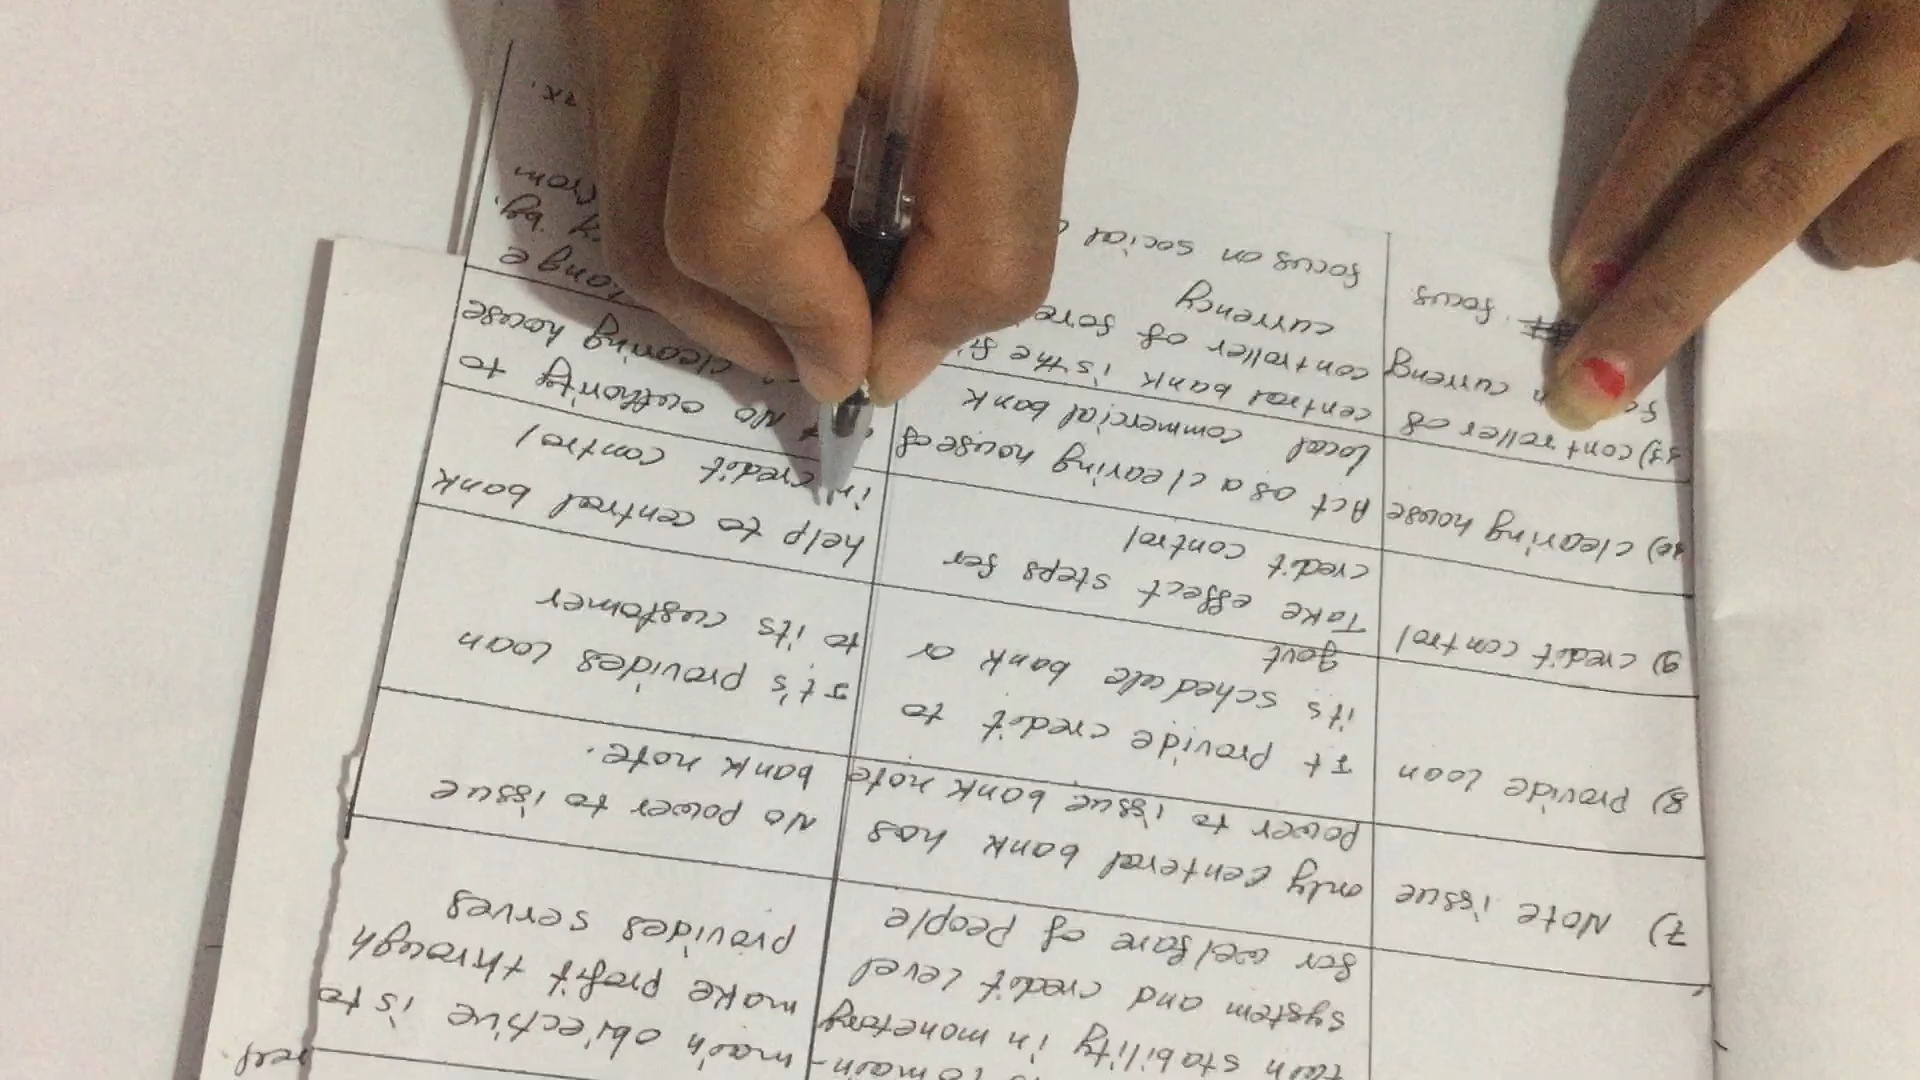 to main-
tain stability in monetory
system and credit level
for welfare of people
main objective is to
make profit through
provides serves
7) Note issue
only Centeral bank has
power to issue bank note
No power to issue
bank note.
8) Provide loan
It provide credit to
it's schedule bank or
govt
It's provides loan
to its customer
9) credit control
Take effect steps for
credit control
help to central bank
in credit control
10) clearing house
Act as a clearing house of
local commercial bank
No authority to
clearing house
11) controller of
currency
central bank is the
controller of
currency
focus
focus on social